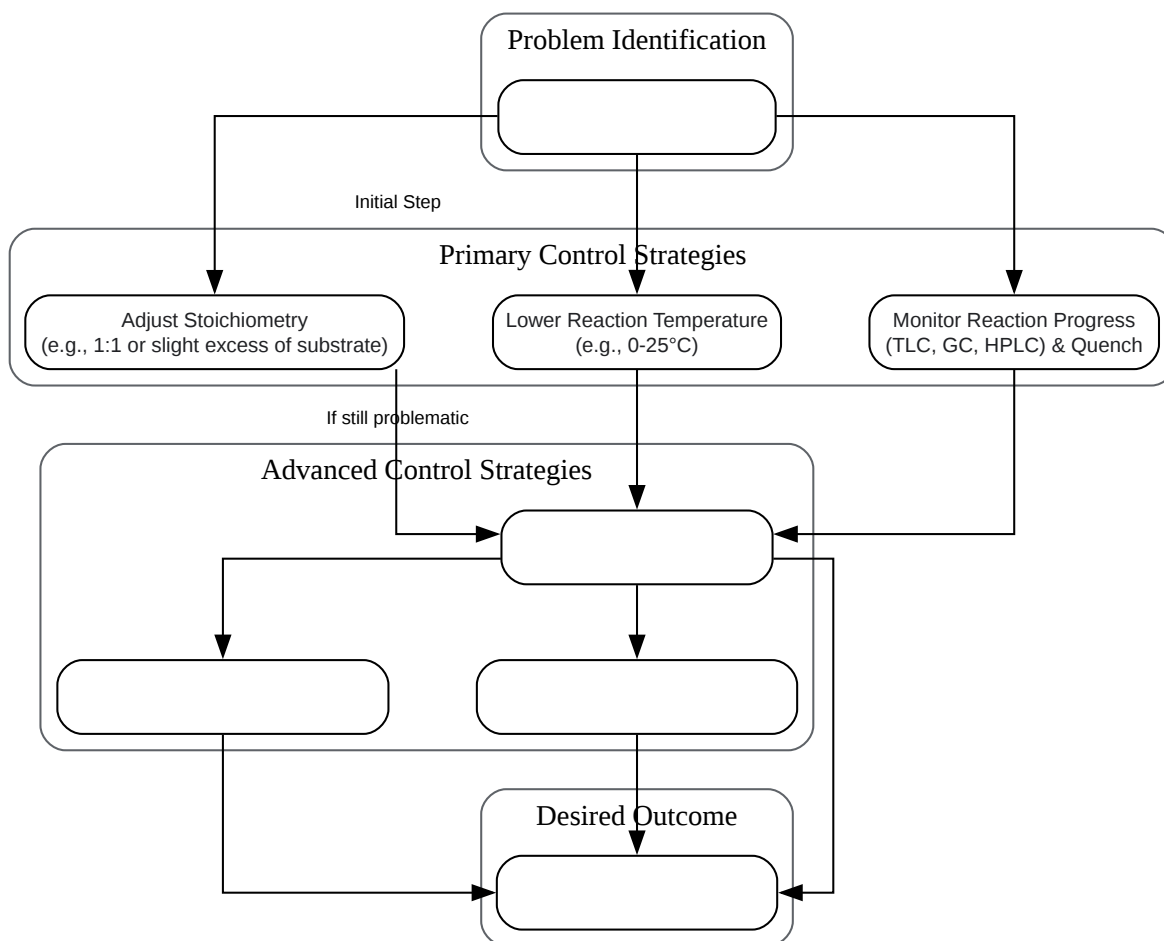 Problem Identification
Initial Step
Primary Control Strategies
Adjust Stoichiometry
(e.g., 1:1 or slight excess of substrate)
Lower Reaction Temperature
(e.g., 0-25°C)
Monitor Reaction Progress
(TLC, GC, HPLC) & Quench
If still problematic
Advanced Control Strategies
Desired Outcome